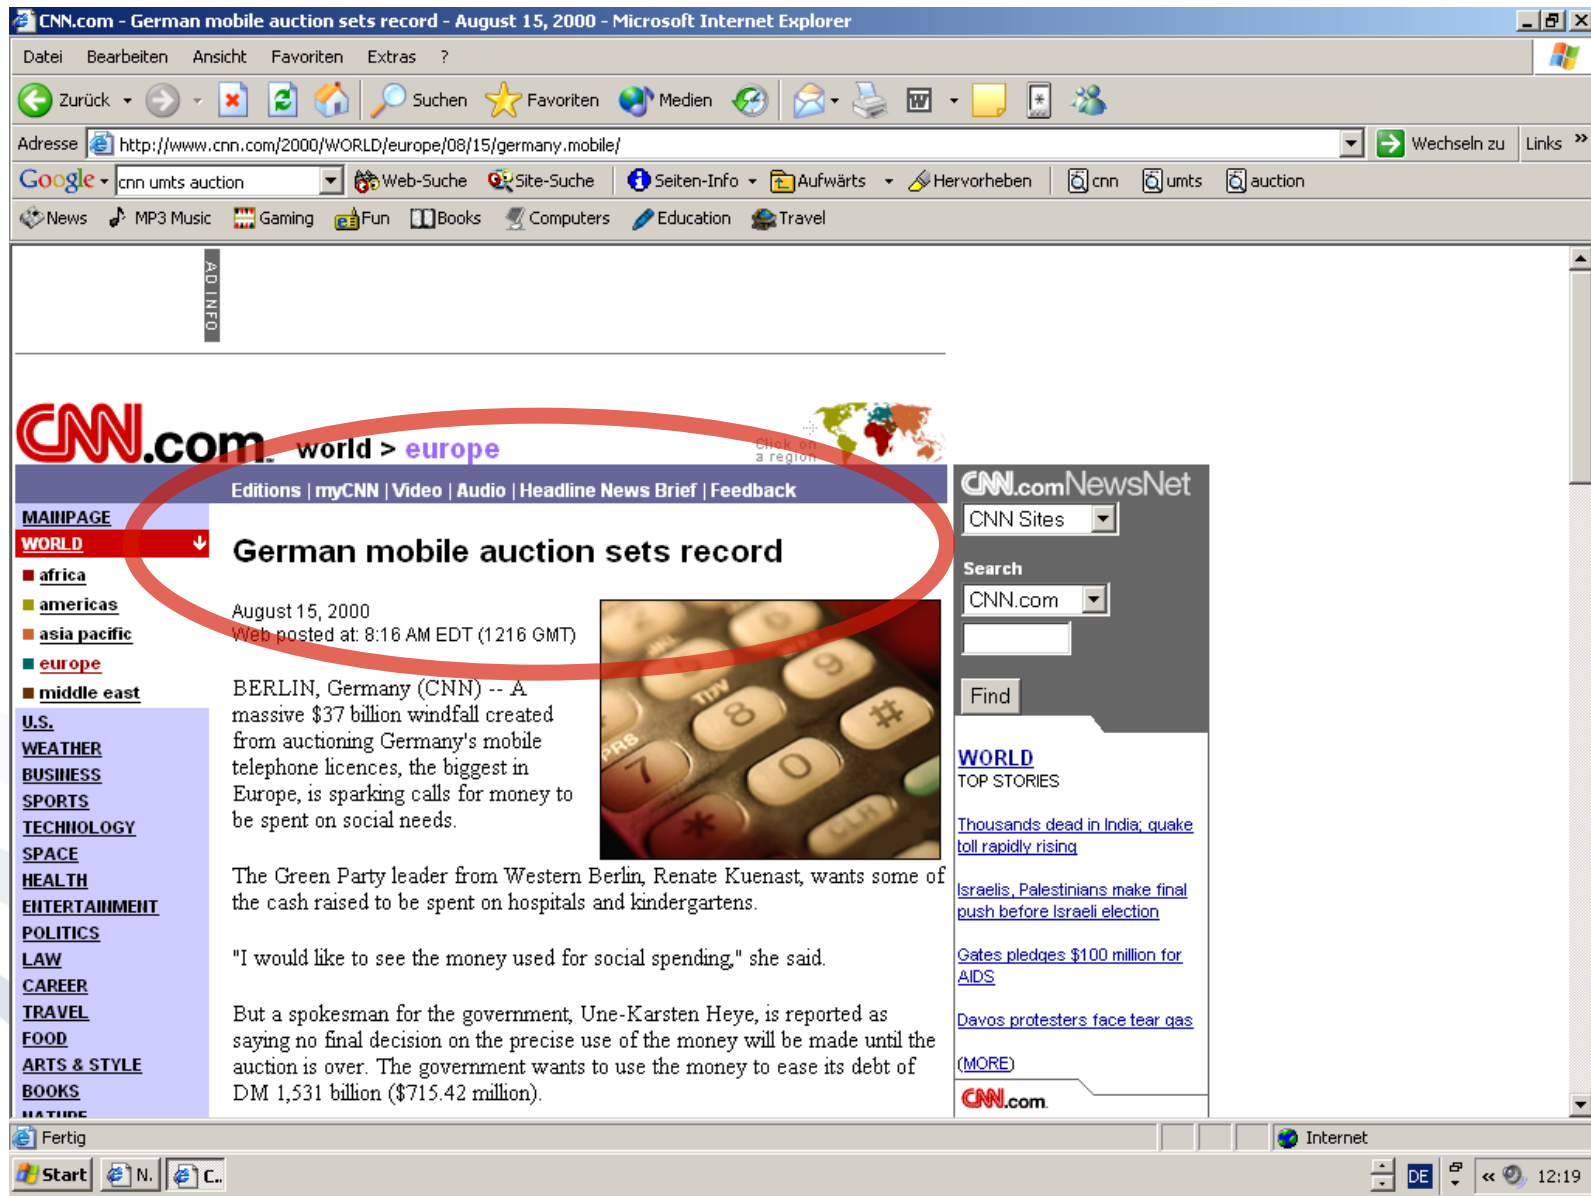 CNN.com - German mobile auction sets record - August 15, 2000 - Microsoft Internet Explorer
Datei Bearbeiten Ansicht Favoriten Extras ?
Zurück Suchen Favoriten Medien
Adresse http://www.cnn.com/2000/WORLD/europe/08/15/germany.mobile/ Wechseln zu Links »
Google cnn umts auction Web-Suche Site-Suche Seiten-Info Aufwärts Hervorheben cnn umts auction
News MP3 Music Gaming Fun Books Computers Education Travel
AD INFO
CNN.com. world > europe
Click on
a region
Editions | myCNN | Video | Audio | Headline News Brief | Feedback
MAINPAGE
WORLD
africa
americas
asia pacific
europe
middle east
U.S.
WEATHER
BUSINESS
SPORTS
TECHNOLOGY
SPACE
HEALTH
ENTERTAINMENT
POLITICS
LAW
CAREER
TRAVEL
FOOD
ARTS & STYLE
BOOKS
NATURE
German mobile auction sets record
August 15, 2000
Web posted at: 8:16 AM EDT (1216 GMT)
BERLIN, Germany (CNN) -- A
massive $37 billion windfall created
from auctioning Germany's mobile
telephone licences, the biggest in
Europe, is sparking calls for money to
be spent on social needs.
9
8 #
PRS
7 0
* CLR
The Green Party leader from Western Berlin, Renate Kuenast, wants some of
the cash raised to be spent on hospitals and kindergartens.
"I would like to see the money used for social spending," she said.
But a spokesman for the government, Une-Karsten Heye, is reported as
saying no final decision on the precise use of the money will be made until the
auction is over. The government wants to use the money to ease its debt of
DM 1,531 billion ($715.42 million).
CNN.com NewsNet
CNN Sites
Search
CNN.com
Find
WORLD
TOP STORIES
Thousands dead in India; quake
toll rapidly rising
Israelis, Palestinians make final
push before Israeli election
Gates pledges $100 million for
AIDS
Davos protesters face tear gas
(MORE)
CNN.com.
Fertig Internet
Start N. C.. DE « 12:19